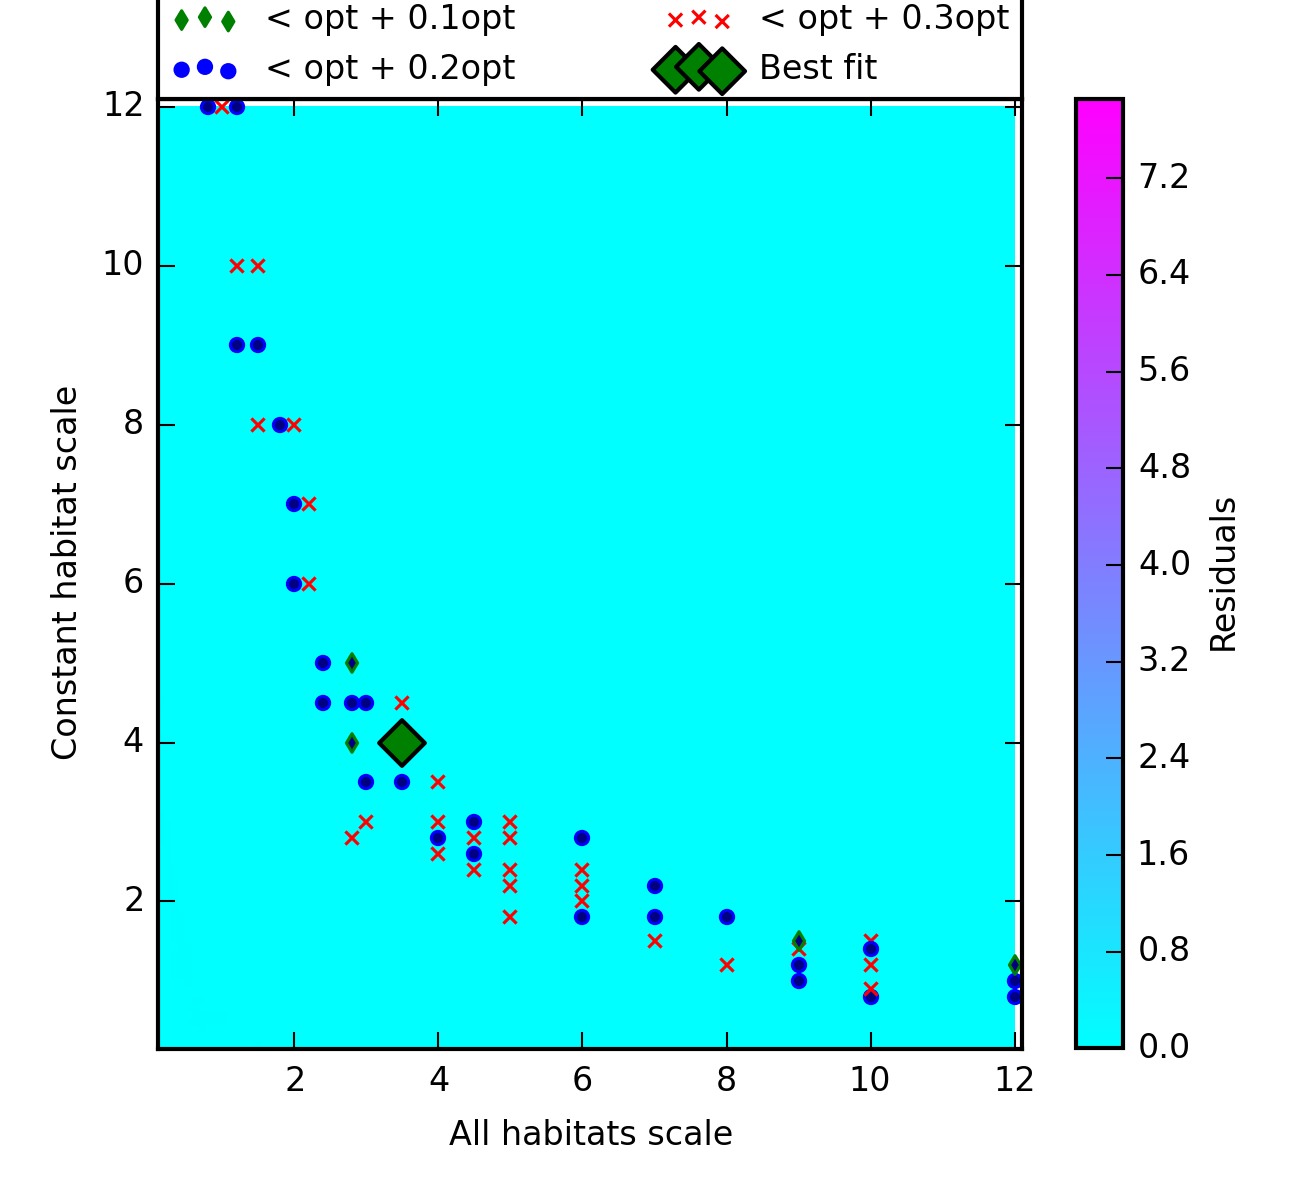 < opt + 0.1opt
< opt + 0.3opt
< opt + 0.2opt
Best fit
12
10
8
6
4
2
Constant habitat scale
2 4 6 8 10 12
All habitats scale
7.2
6.4
5.6
4.8
4.0
3.2
2.4
1.6
0.8
0.0
Residuals